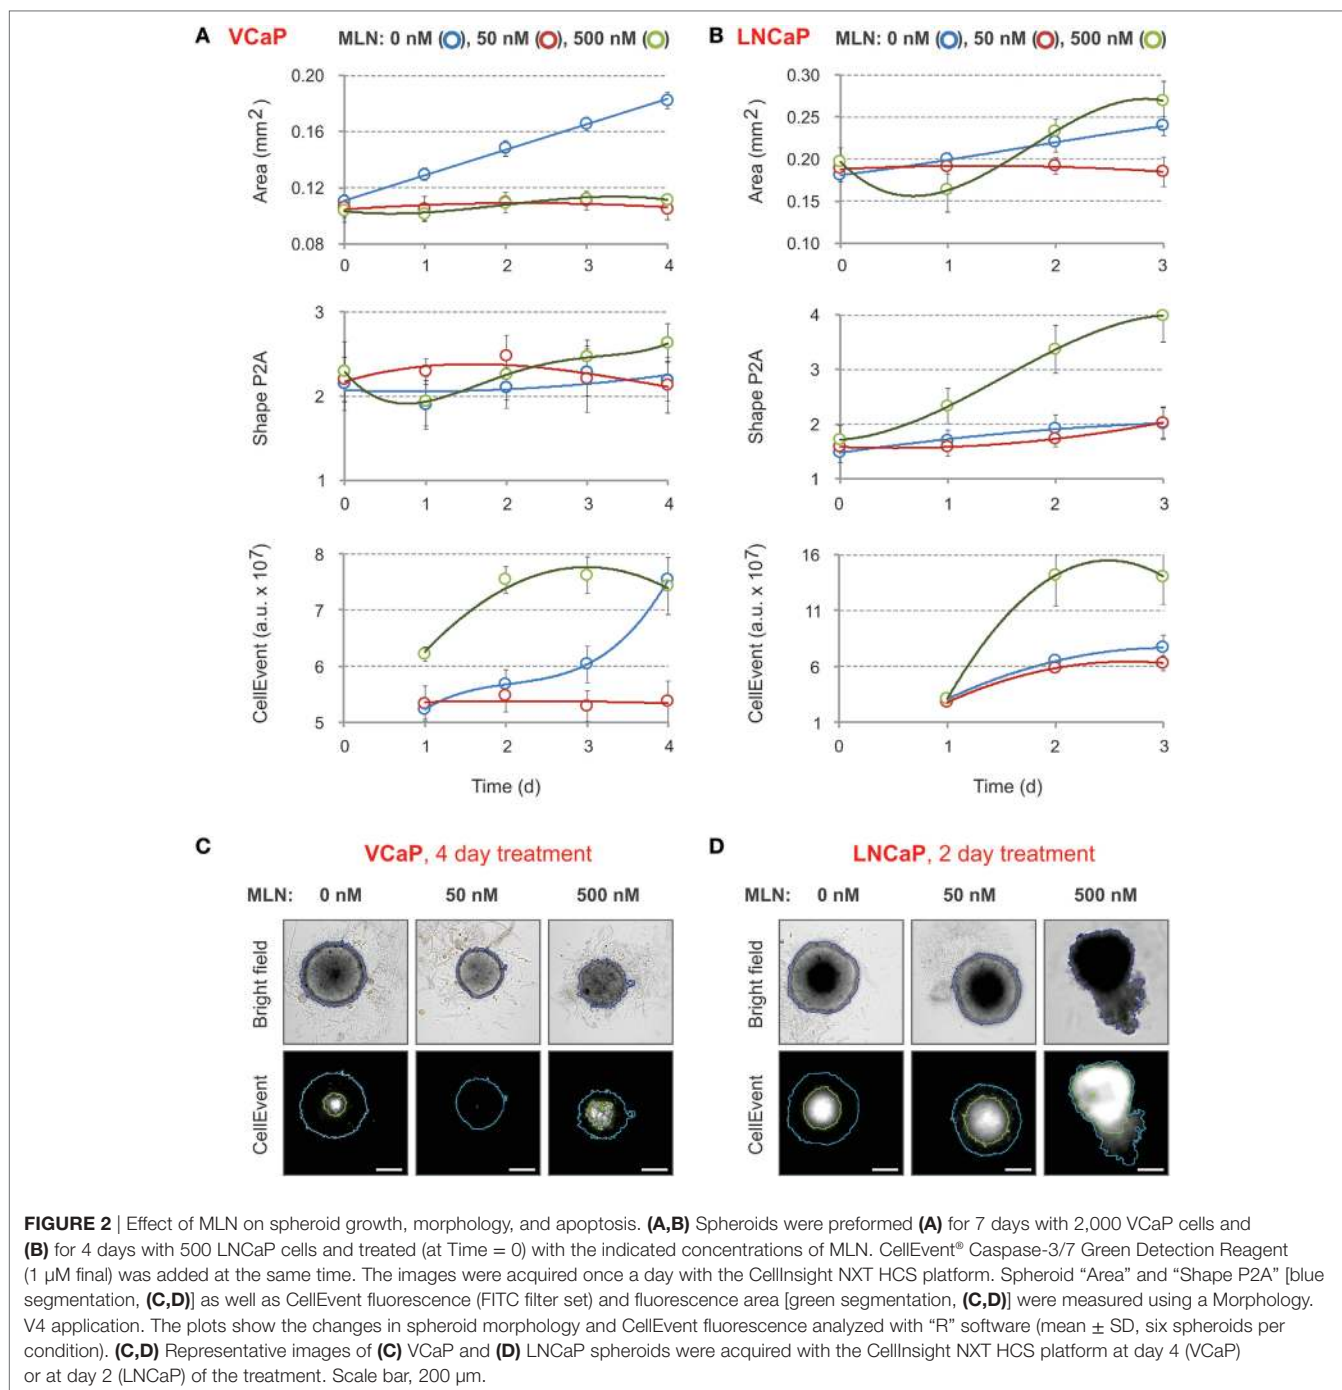 A VCaP MLN: 0 nM (O), 50 nM (O), 500 nM (O)
Area (mm²)
0.20
0.16
0.12
0.08
0 1 2 3 4
Shape P2A
3
2
1
0 1 2 3 4
CellEvent (a.u. x 10⁷)
8
7
6
5
0 1 2 3 4
Time (d)
B LNCaP MLN: 0 nM (O), 50 nM (O), 500 nM (O)
Area (mm²)
0.30
0.25
0.20
0.15
0.10
0 1 2 3
Shape P2A
4
3
2
1
0 1 2 3
CellEvent (a.u. x 10⁷)
16
11
6
1
0 1 2 3
Time (d)
C VCaP, 4 day treatment
MLN: 0 nM 50 nM 500 nM
Bright field
CellEvent
D LNCaP, 2 day treatment
MLN: 0 nM 50 nM 500 nM
Bright field
CellEvent
FIGURE 2 | Effect of MLN on spheroid growth, morphology, and apoptosis. (A,B) Spheroids were preformed (A) for 7 days with 2,000 VCaP cells and
(B) for 4 days with 500 LNCaP cells and treated (at Time = 0) with the indicated concentrations of MLN. CellEvent® Caspase-3/7 Green Detection Reagent
(1 µM final) was added at the same time. The images were acquired once a day with the CellInsight NXT HCS platform. Spheroid “Area” and “Shape P2A” [blue
segmentation, (C,D)] as well as CellEvent fluorescence (FITC filter set) and fluorescence area [green segmentation, (C,D)] were measured using a Morphology.
V4 application. The plots show the changes in spheroid morphology and CellEvent fluorescence analyzed with “R” software (mean ± SD, six spheroids per
condition). (C,D) Representative images of (C) VCaP and (D) LNCaP spheroids were acquired with the CellInsight NXT HCS platform at day 4 (VCaP)
or at day 2 (LNCaP) of the treatment. Scale bar, 200 µm.